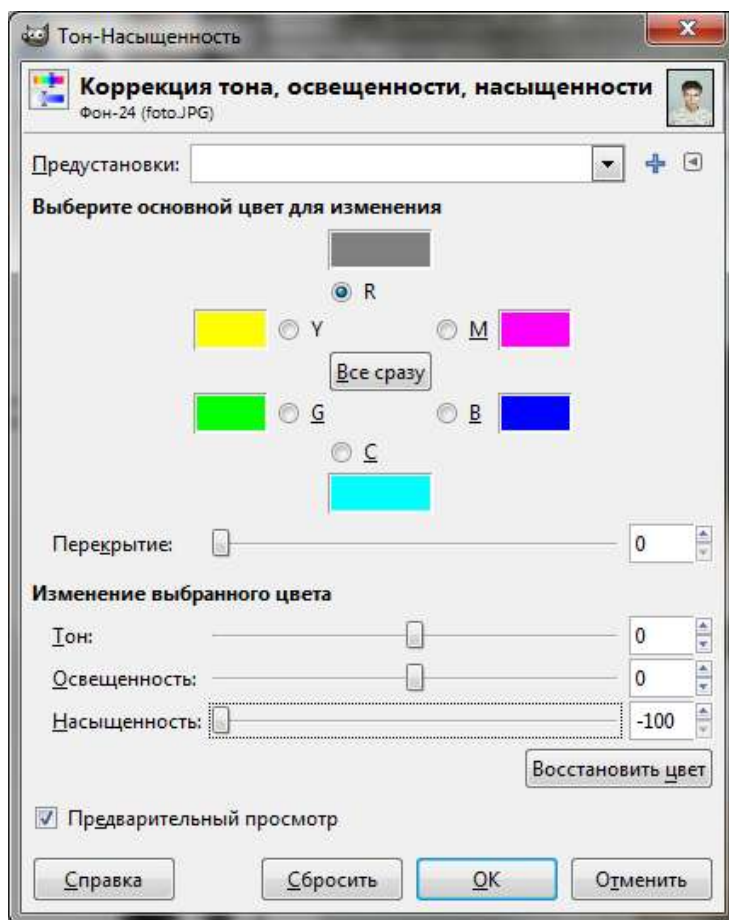 Тон-Насыщенность
Коррекция тона, освещенности, насыщенности
Фон-24 (foto.JPG)
Предустановки:
Выберите основной цвет для изменения
R
Y M
Все сразу
G B
C
Перекрытие: 0
Изменение выбранного цвета
Тон: 0
Освещенность: 0
Насыщенность: -100
Восстановить цвет
Предварительный просмотр
Справка Сбросить OK Отменить